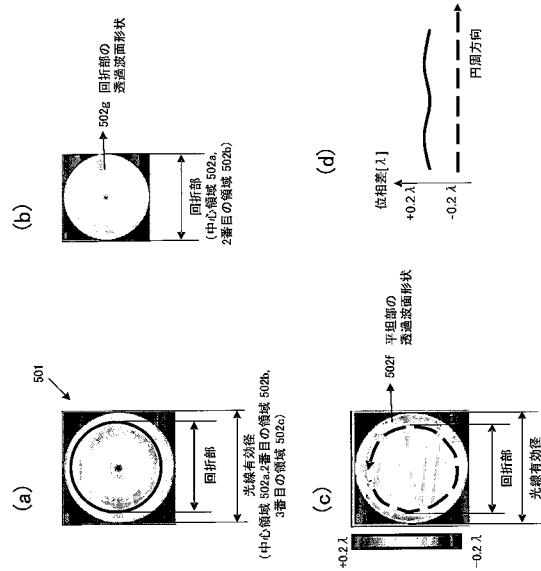 (a)
501
回折部
光線有効径
(中心領域 502a,2番目の領域 502b,
3番目の領域 502c)
(b)
502g 回折部の
透過波面形状
回折部
(中心領域 502a,
2番目の領域 502b)
(c)
+0.2λ
-0.2λ
502f 平坦部の
透過波面形状
回折部
光線有効径
(d)
位相差[λ]
+0.2λ
-0.2λ
円周方向